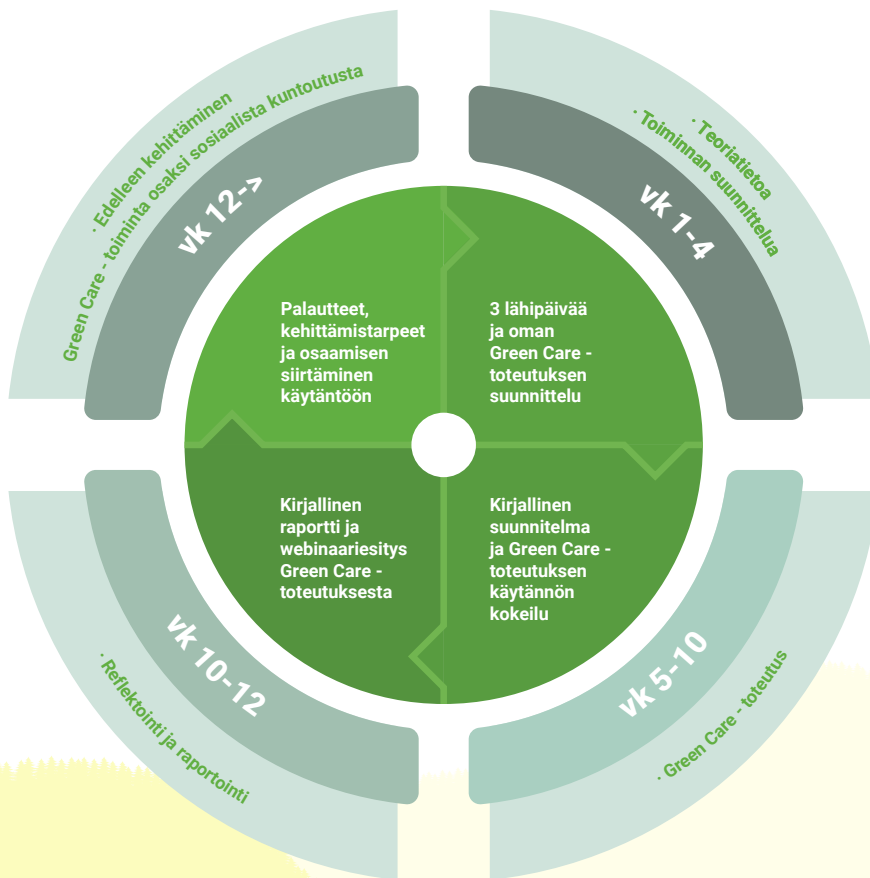 · Edelleen kehittäminen
Green Care - toiminta osaksi sosiaalista kuntoutusta
vk 12->
· Teoriatietoa
· Toiminnan suunnittelua
vk 1-4
Palautteet,
kehittämistarpeet
ja osaamisen
siirtäminen
käytäntöön
3 lähipäivää
ja oman
Green Care -
toteutuksen
suunnittelu
Kirjallinen
raportti ja
webinaariesitys
Green Care -
toteutuksesta
Kirjallinen
suunnitelma
ja Green Care -
toteutuksen
käytännön
kokeilu
vk 10-12
· Reflektointi ja raportointi
vk 5-10
· Green Care - toteutus